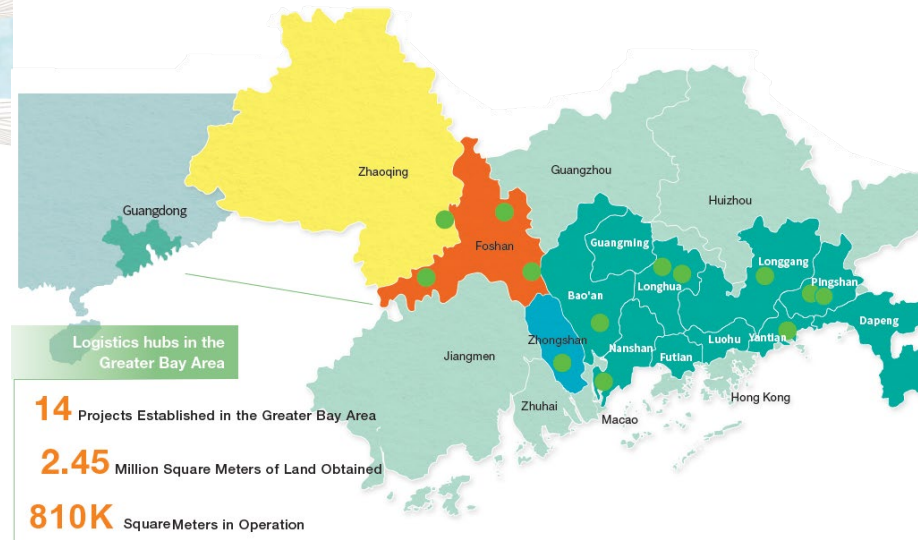 Zhaoqing
Guangzhou
Huizhou
Guangdong
Foshan
Guangming
Longgang
Longhua
Pingshan
Bao'an
Dapeng
Zhongshan
Nanshan
Luohu
Yantian
Futian
Jiangmen
Zhuhai
Hong Kong
Macao
Logistics hubs in the
Greater Bay Area
14 Projects Established in the Greater Bay Area
2.45 Million Square Meters of Land Obtained
810K SquareMeters in Operation